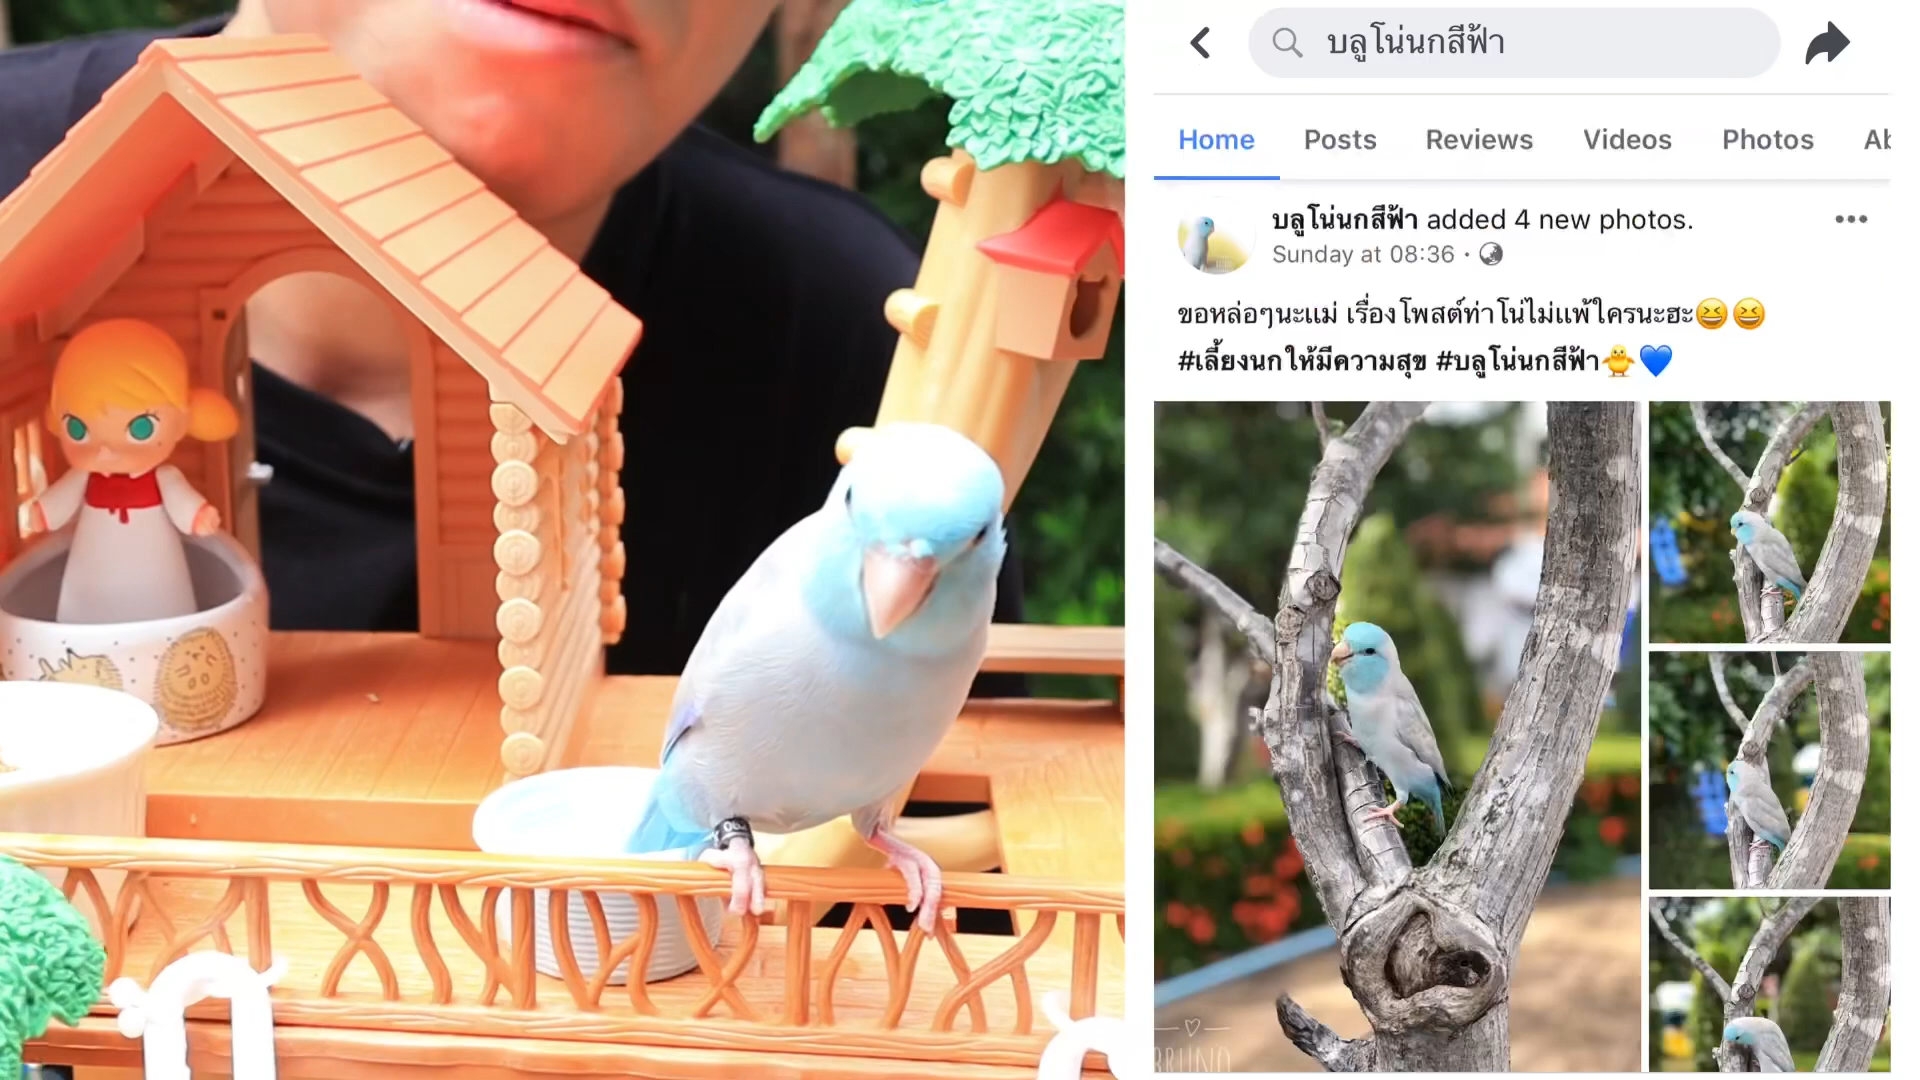 บลูโน่นกสีฟ้า
Home Posts Reviews Videos Photos
บลูโน่นกสีฟ้า added 4 new photos.
Sunday at 08:36
ขอหล่อๆนะแม่ เรื่องโพสต์ท่าโน่ไม่แพ้ใครนะฮะ😆😆
#เลี้ยงนกให้มีความสุข #บลูโน่นกสีฟ้า🐥💙